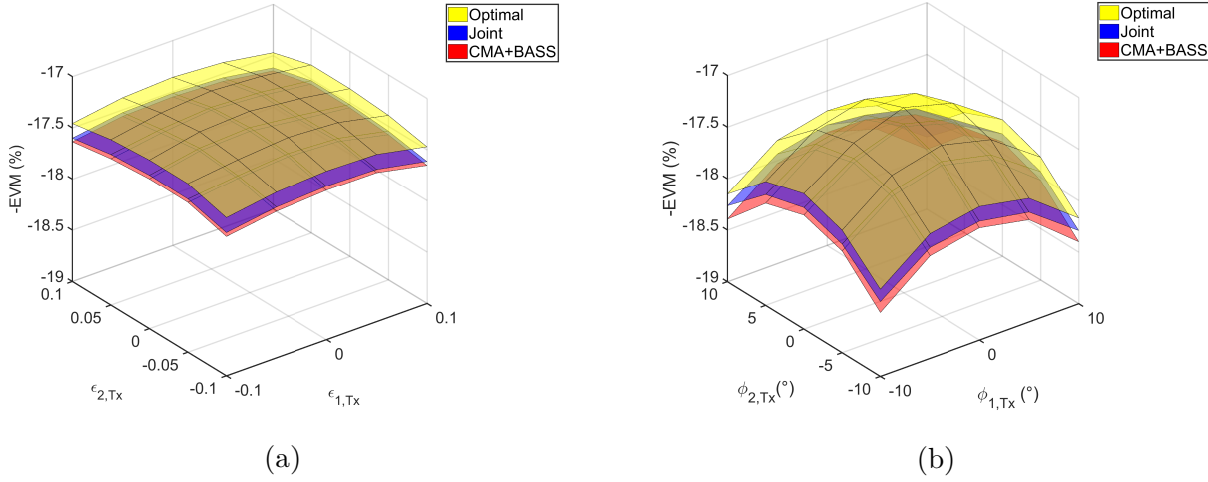 Optimal
Joint
CMA+BASS
-17
-17.5
-18
-18.5
-19
-EVM (%)
0.1
0.05
0
-0.05
-0.1
ϵ2,Tx
-0.1
0
0.1
ϵ1,Tx
(a)
Optimal
Joint
CMA+BASS
-17
-17.5
-18
-18.5
-19
-EVM (%)
10
5
0
-5
-10
ϕ2,Tx(°)
-10
0
10
ϕ1,Tx (°)
(b)